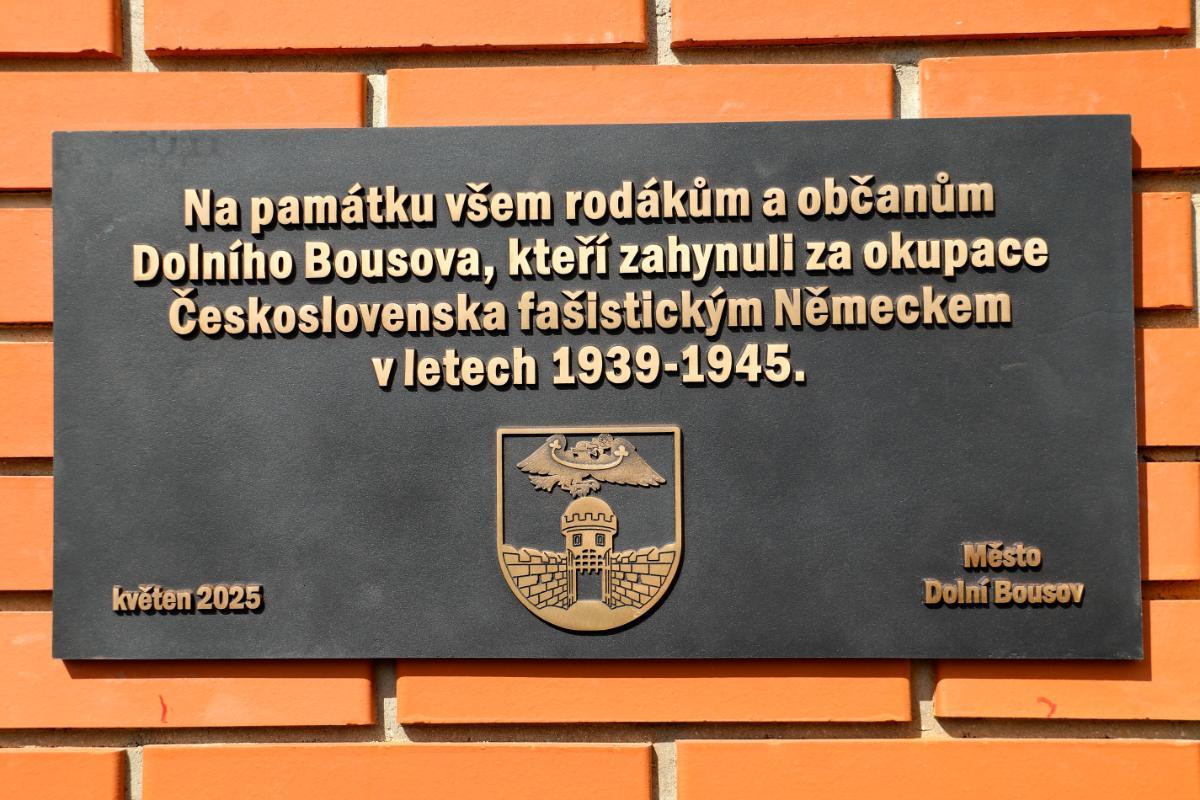 Na památku všem rodákům a občanům
Dolního Bousova, kteří zahynuli za okupace
Československa fašistickým Německem
v letech 1939-1945.
květen 2025
Město
Dolní Bousov